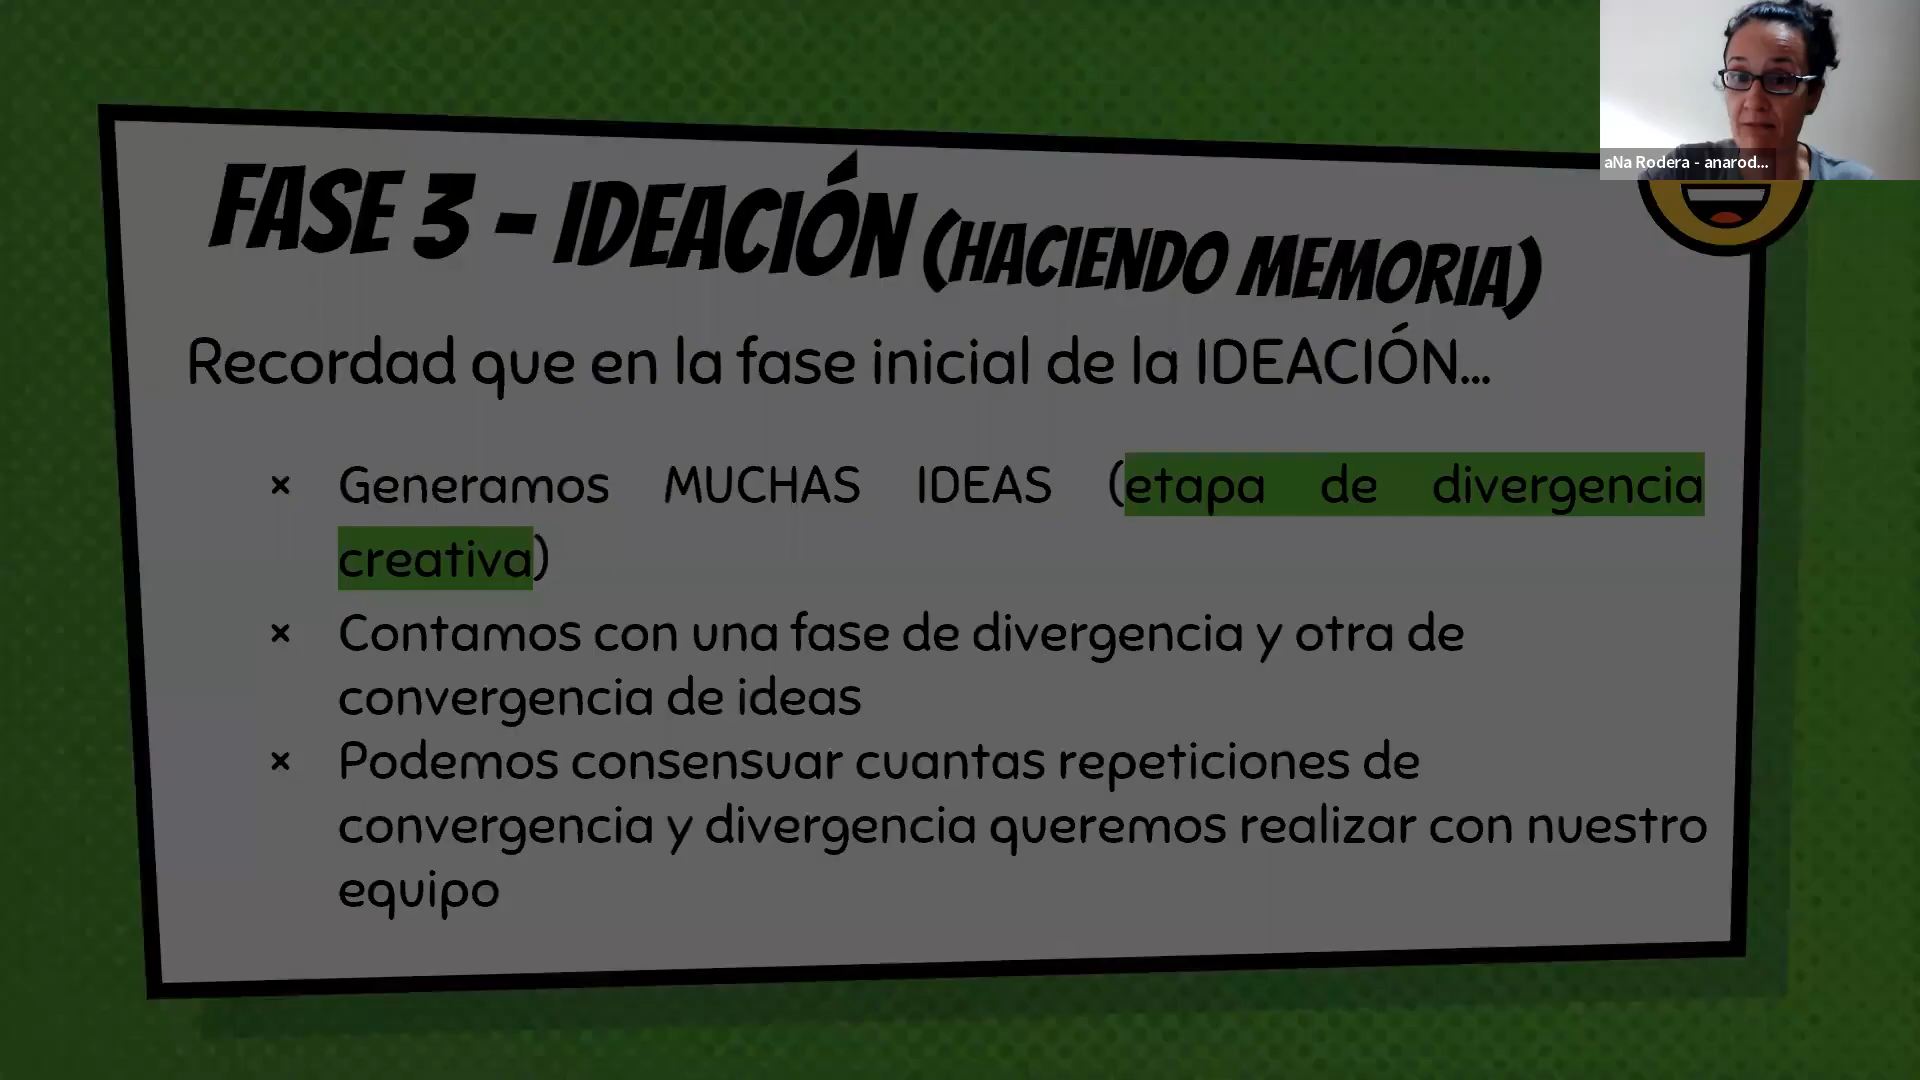 aNa Rodera - anarod...
FASE 3 - IDEACIÓN (HACIENDO MEMORIA)
Recordad que en la fase inicial de la IDEACIÓN...
× Generamos MUCHAS IDEAS (etapa de divergencia
creativa)
× Contamos con una fase de divergencia y otra de
convergencia de ideas
× Podemos consensuar cuantas repeticiones de
convergencia y divergencia queremos realizar con nuestro
equipo